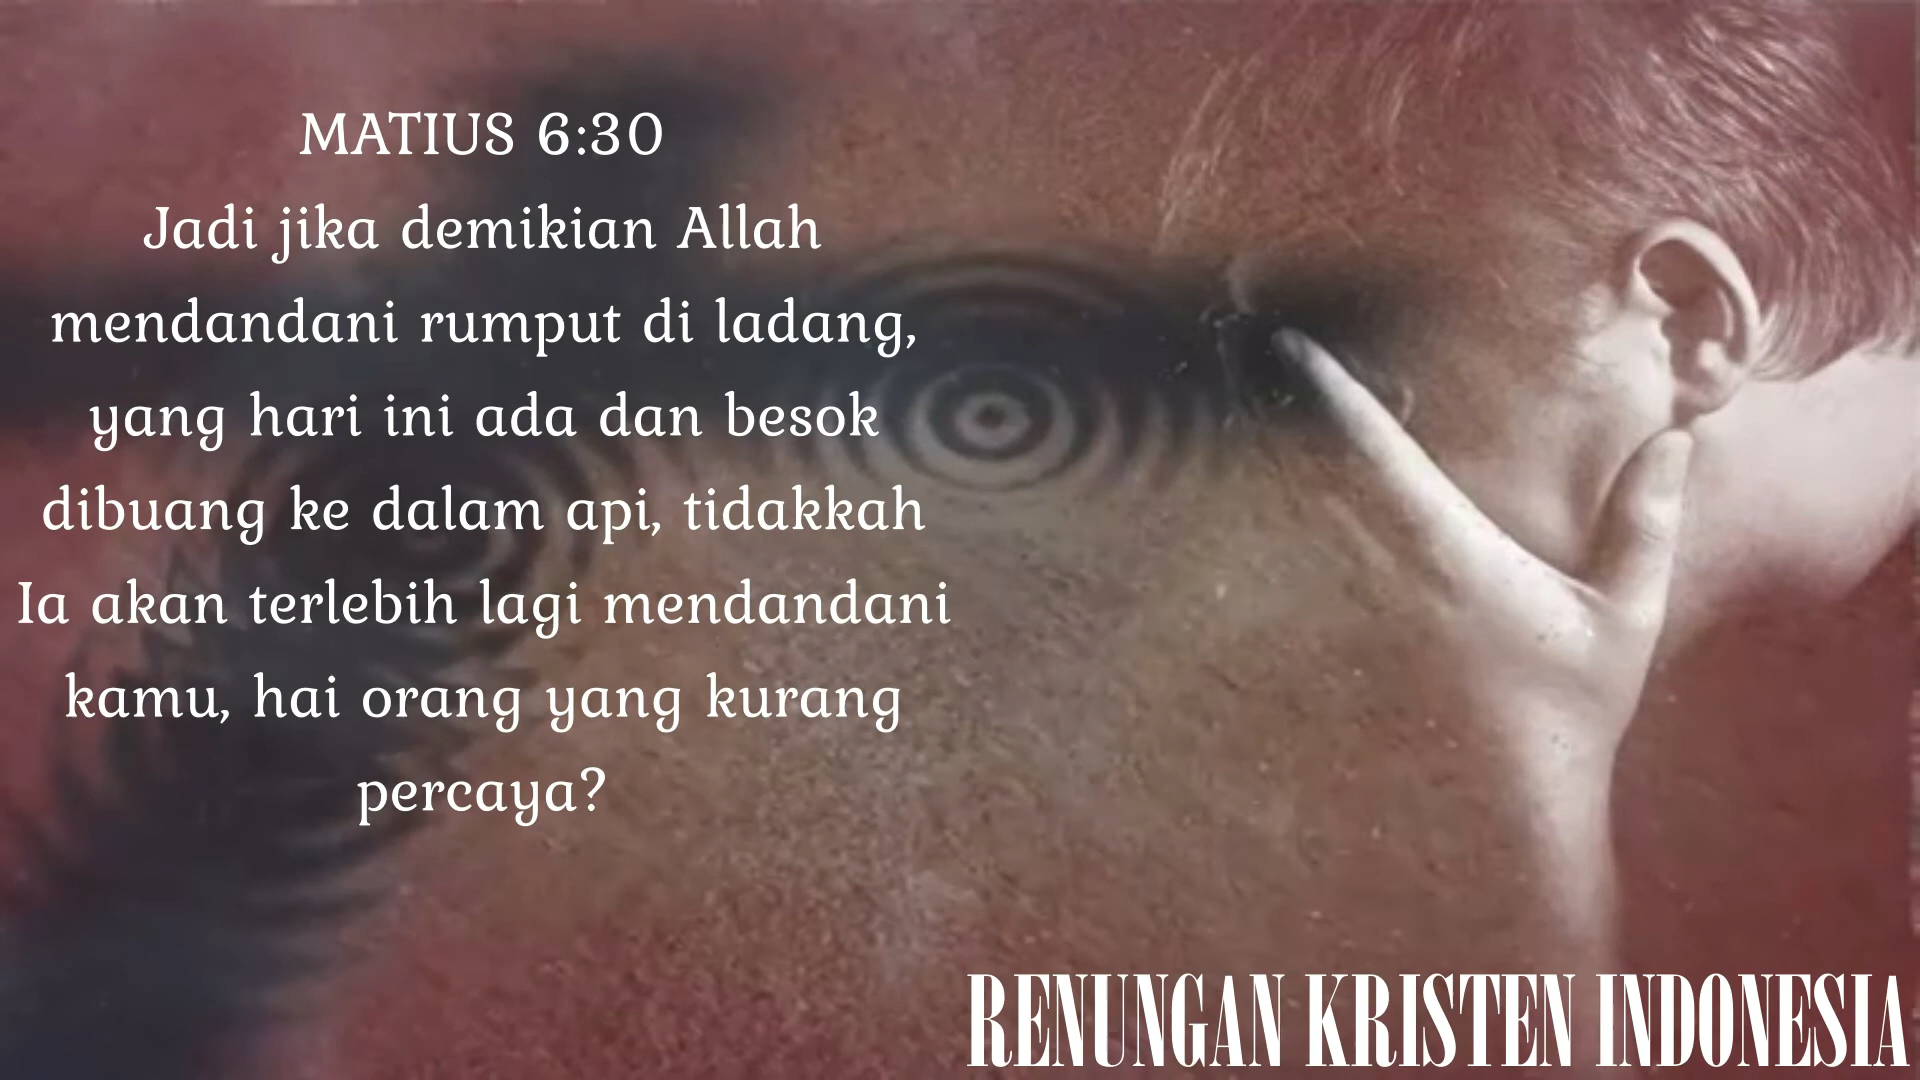 MATIUS 6:30
Jadi jika demikian Allah
mendandani rumput di ladang,
yang hari ini ada dan besok
dibuang ke dalam api, tidakkah
Ia akan terlebih lagi mendandani
kamu, hai orang yang kurang
percaya?
RENUNGAN KRISTEN INDONESIA